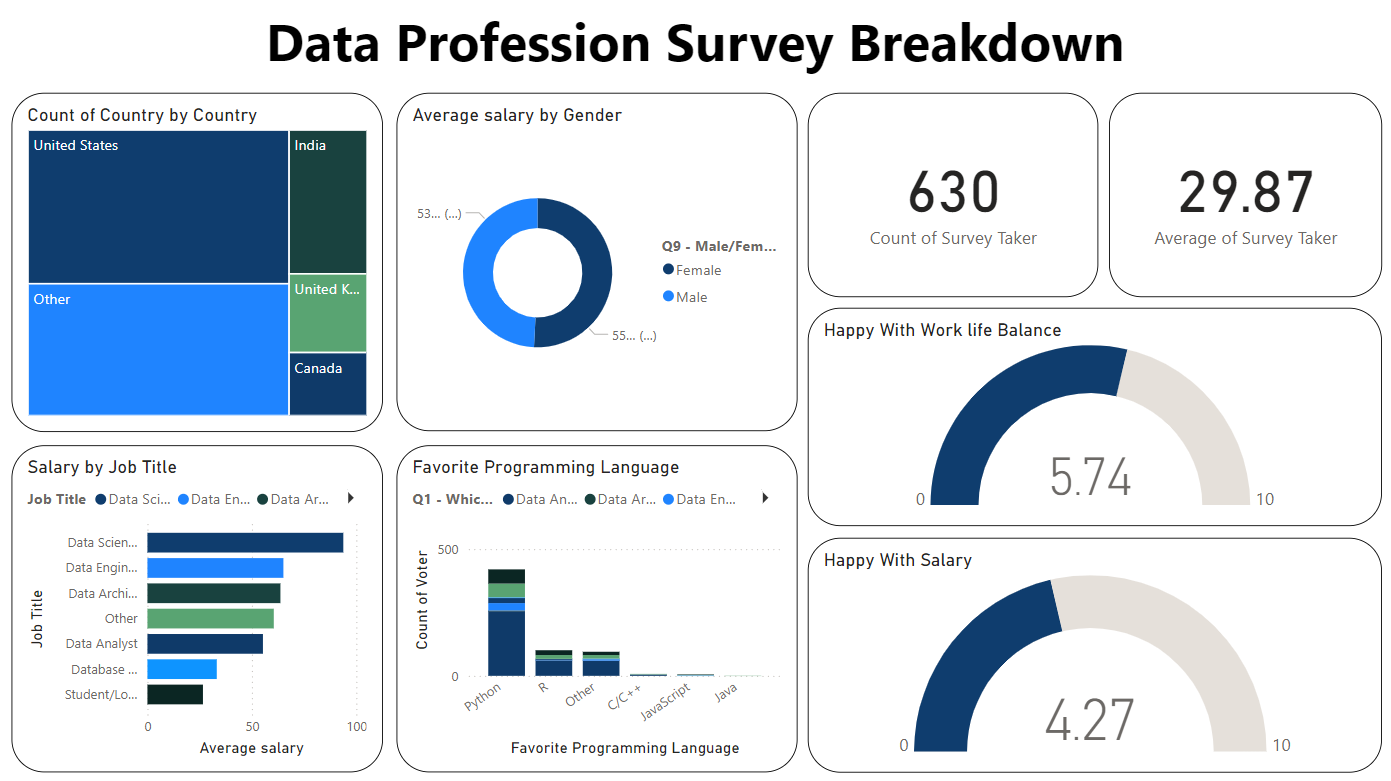 Data Profession Survey Breakdown
Count of Country by Country
United States
India
Other
United K...
Canada
Average salary by Gender
53... (...)
55... (...)
Q9 - Male/Fem...
Female
Male
630
Count of Survey Taker
29.87
Average of Survey Taker
Happy With Work life Balance
5.74
0
10
Salary by Job Title
Job Title Data Sci... Data En... Data Ar...
Job Title
Data Scien...
Data Engin...
Data Archi...
Other
Data Analyst
Database ...
Student/Lo...
0 50 100
Average salary
Favorite Programming Language
Q1 - Whic... Data An... Data Ar... Data En...
Count of Voter
500
0
Python R Other C/C++ JavaScript Java
Favorite Programming Language
Happy With Salary
4.27
0
10